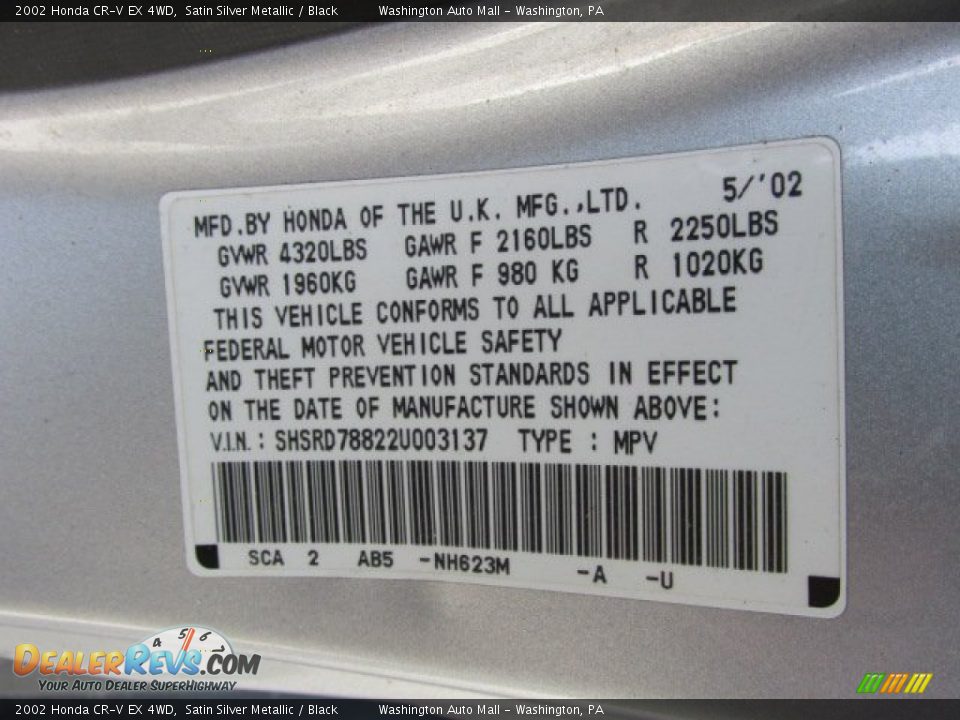 2002 Honda CR-V EX 4WD, Satin Silver Metallic / Black Washington Auto Mall - Washington, PA
MFD.BY HONDA OF THE U.K. MFG.,LTD. 5/'02
GVWR 4320LBS GAWR F 2160LBS R 2250LBS
GVWR 1960KG GAWR F 980 KG R 1020KG
THIS VEHICLE CONFORMS TO ALL APPLICABLE
FEDERAL MOTOR VEHICLE SAFETY
AND THEFT PREVENTION STANDARDS IN EFFECT
ON THE DATE OF MANUFACTURE SHOWN ABOVE:
V.I.N.: SHSRD78822U003137 TYPE : MPV
SCA 2 AB5 -NH623M -A -U
4 5 6
DEALERREVS.COM
YOUR AUTO DEALER SUPERHIGHWAY
2002 Honda CR-V EX 4WD, Satin Silver Metallic / Black Washington Auto Mall - Washington, PA